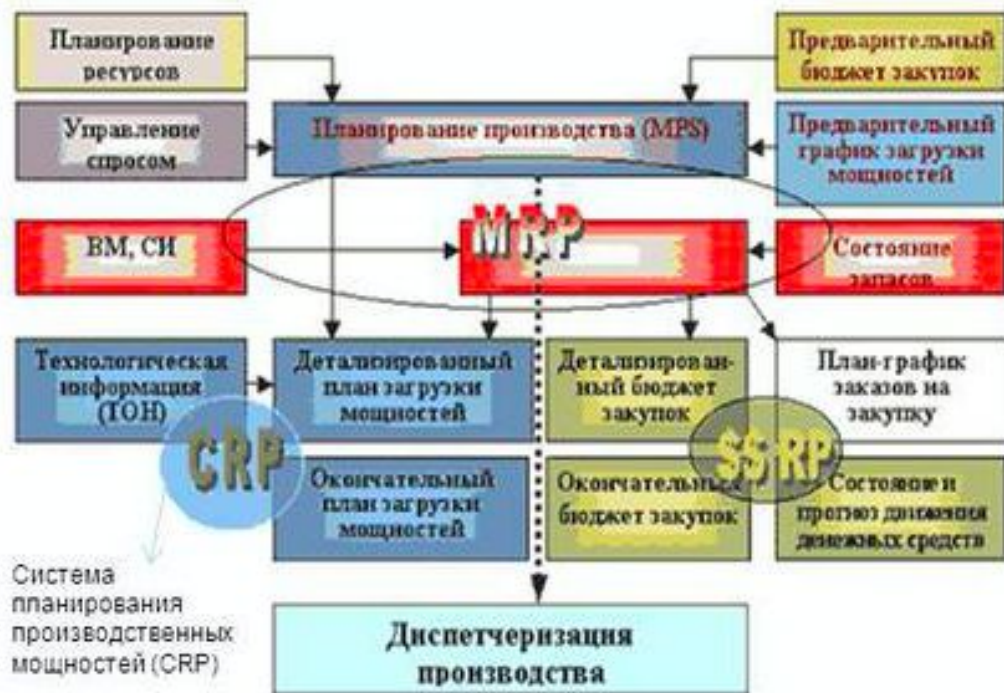 Планирование
ресурсов
Предварительный
бюджет закупок
Управление
спросом
Планирование производства (MPS)
Предварительный
график загрузки
мощностей
ВМ, СИ
MRP
Состояние
запасов
Технологическая
информация
(ТОН)
Детализированный
план загрузки
мощностей
Детализирован-
ный бюджет
закупок
План-график
заказов на
закупку
CRP
$$RP
Окончательный
план загрузки
мощностей
Окончательный
бюджет закупок
Состояние и
прогноз движения
денежных средств
Система
планирования
производственных
мощностей (CRP)
Диспетчеризация
производства